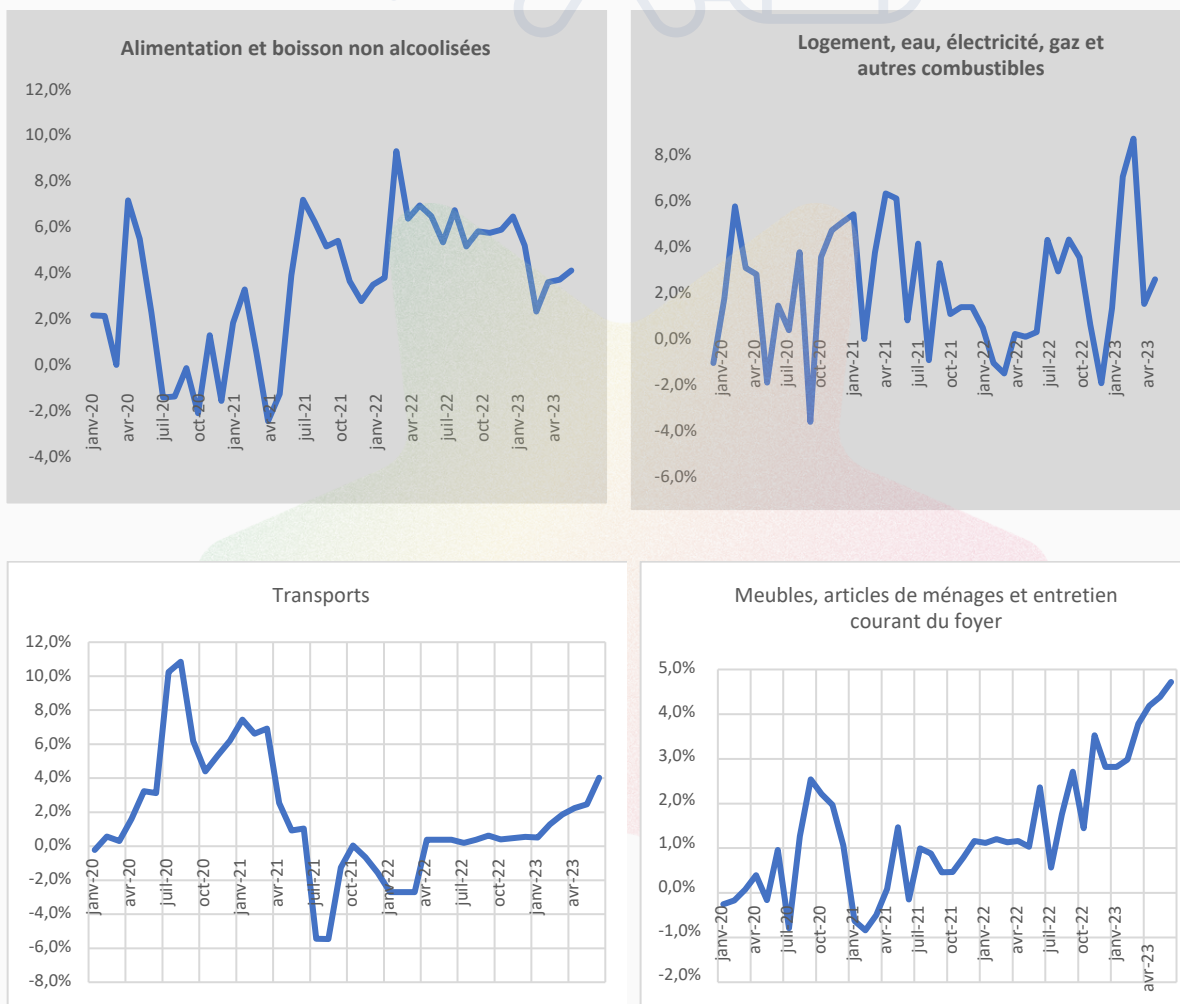 Alimentation et boisson non alcoolisées
12,0%
10,0%
8,0%
6,0%
4,0%
2,0%
0,0%
-2,0%
-4,0%
janv-20
avr-20
juil-20
oct-20
janv-21
avr-21
juil-21
oct-21
janv-22
avr-22
juil-22
oct-22
janv-23
avr-23
Logement, eau, électricité, gaz et
autres combustibles
8,0%
6,0%
4,0%
2,0%
0,0%
-2,0%
-4,0%
-6,0%
janv-20
avr-20
juil-20
oct-20
janv-21
avr-21
juil-21
oct-21
janv-22
avr-22
juil-22
oct-22
janv-23
avr-23
Transports
12,0%
10,0%
8,0%
6,0%
4,0%
2,0%
0,0%
-2,0%
-4,0%
-6,0%
-8,0%
janv-20
avr-20
juil-20
oct-20
janv-21
avr-21
juil-21
oct-21
janv-22
avr-22
juil-22
oct-22
janv-23
avr-23
Meubles, articles de ménages et entretien
courant du foyer
5,0%
4,0%
3,0%
2,0%
1,0%
0,0%
-1,0%
-2,0%
janv-20
avr-20
juil-20
oct-20
janv-21
avr-21
juil-21
oct-21
janv-22
avr-22
juil-22
oct-22
janv-23
avr-23